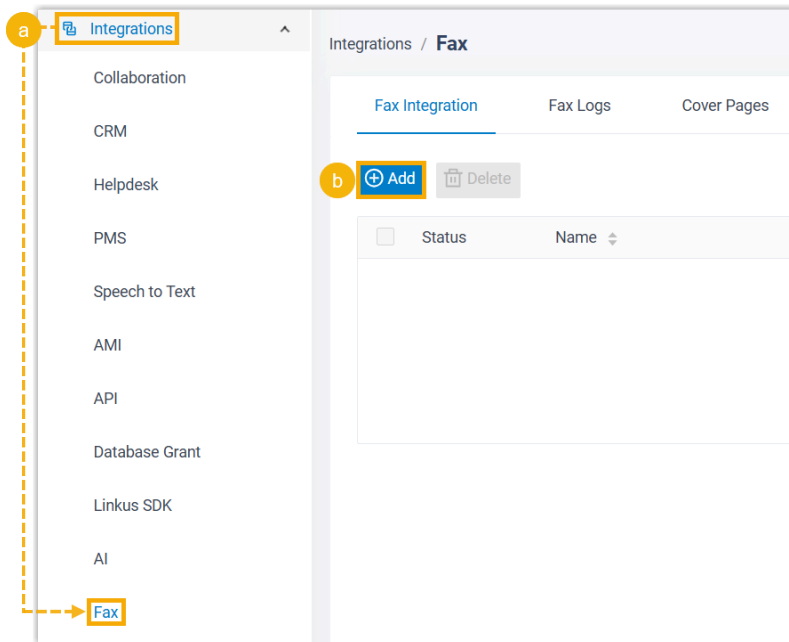 a
Integrations
Collaboration
CRM
Helpdesk
PMS
Speech to Text
AMI
API
Database Grant
Linkus SDK
AI
Fax
Integrations / Fax
Fax Integration Fax Logs Cover Pages
b Add Delete
Status Name